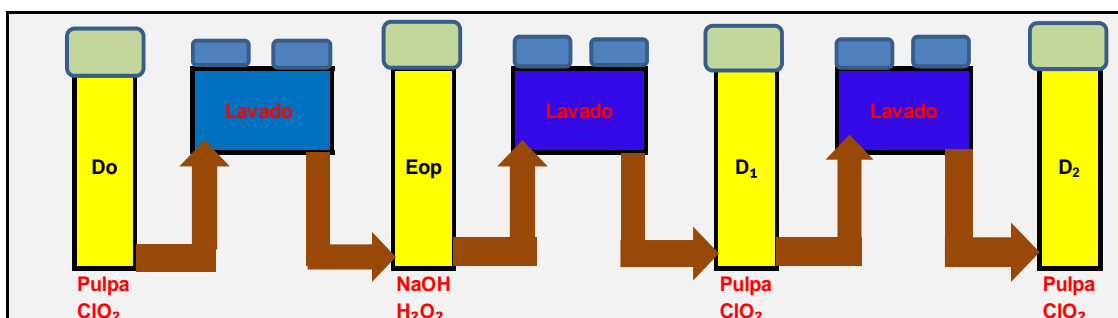 Lavado
Lavado
Lavado
Do
Eop
D₁
D₂
Pulpa
NaOH
Pulpa
Pulpa
ClO₂
H₂O₂
ClO₂
ClO₂